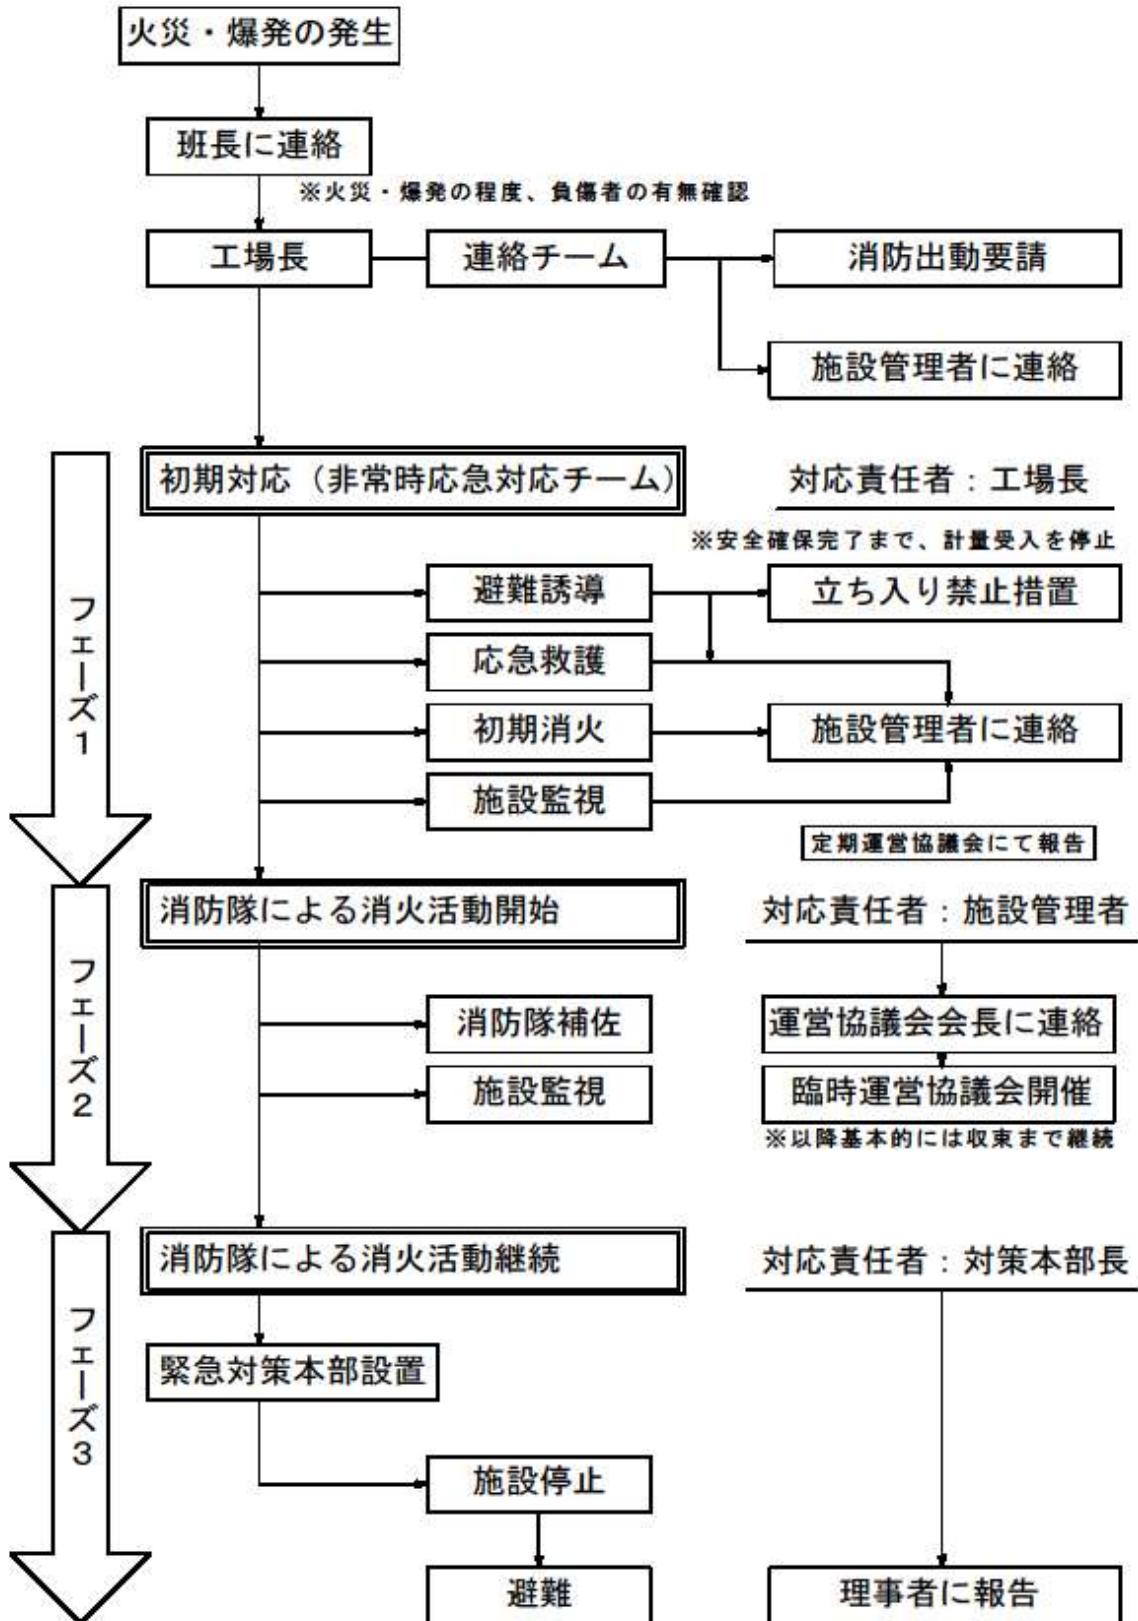 火災・爆発の発生
班長に連絡
※火災・爆発の程度、負傷者の有無確認
工場長
連絡チーム
消防出動要請
施設管理者に連絡
フェーズ1
初期対応（非常時応急対応チーム）
対応責任者：工場長
※安全確保完了まで、計量受入を停止
避難誘導
立ち入り禁止措置
応急救護
初期消火
施設管理者に連絡
施設監視
定期運営協議会にて報告
フェーズ2
消防隊による消火活動開始
対応責任者：施設管理者
消防隊補佐
運営協議会会長に連絡
施設監視
臨時運営協議会開催
※以降基本的には収束まで継続
フェーズ3
消防隊による消火活動継続
対応責任者：対策本部長
緊急対策本部設置
施設停止
避難
理事者に報告